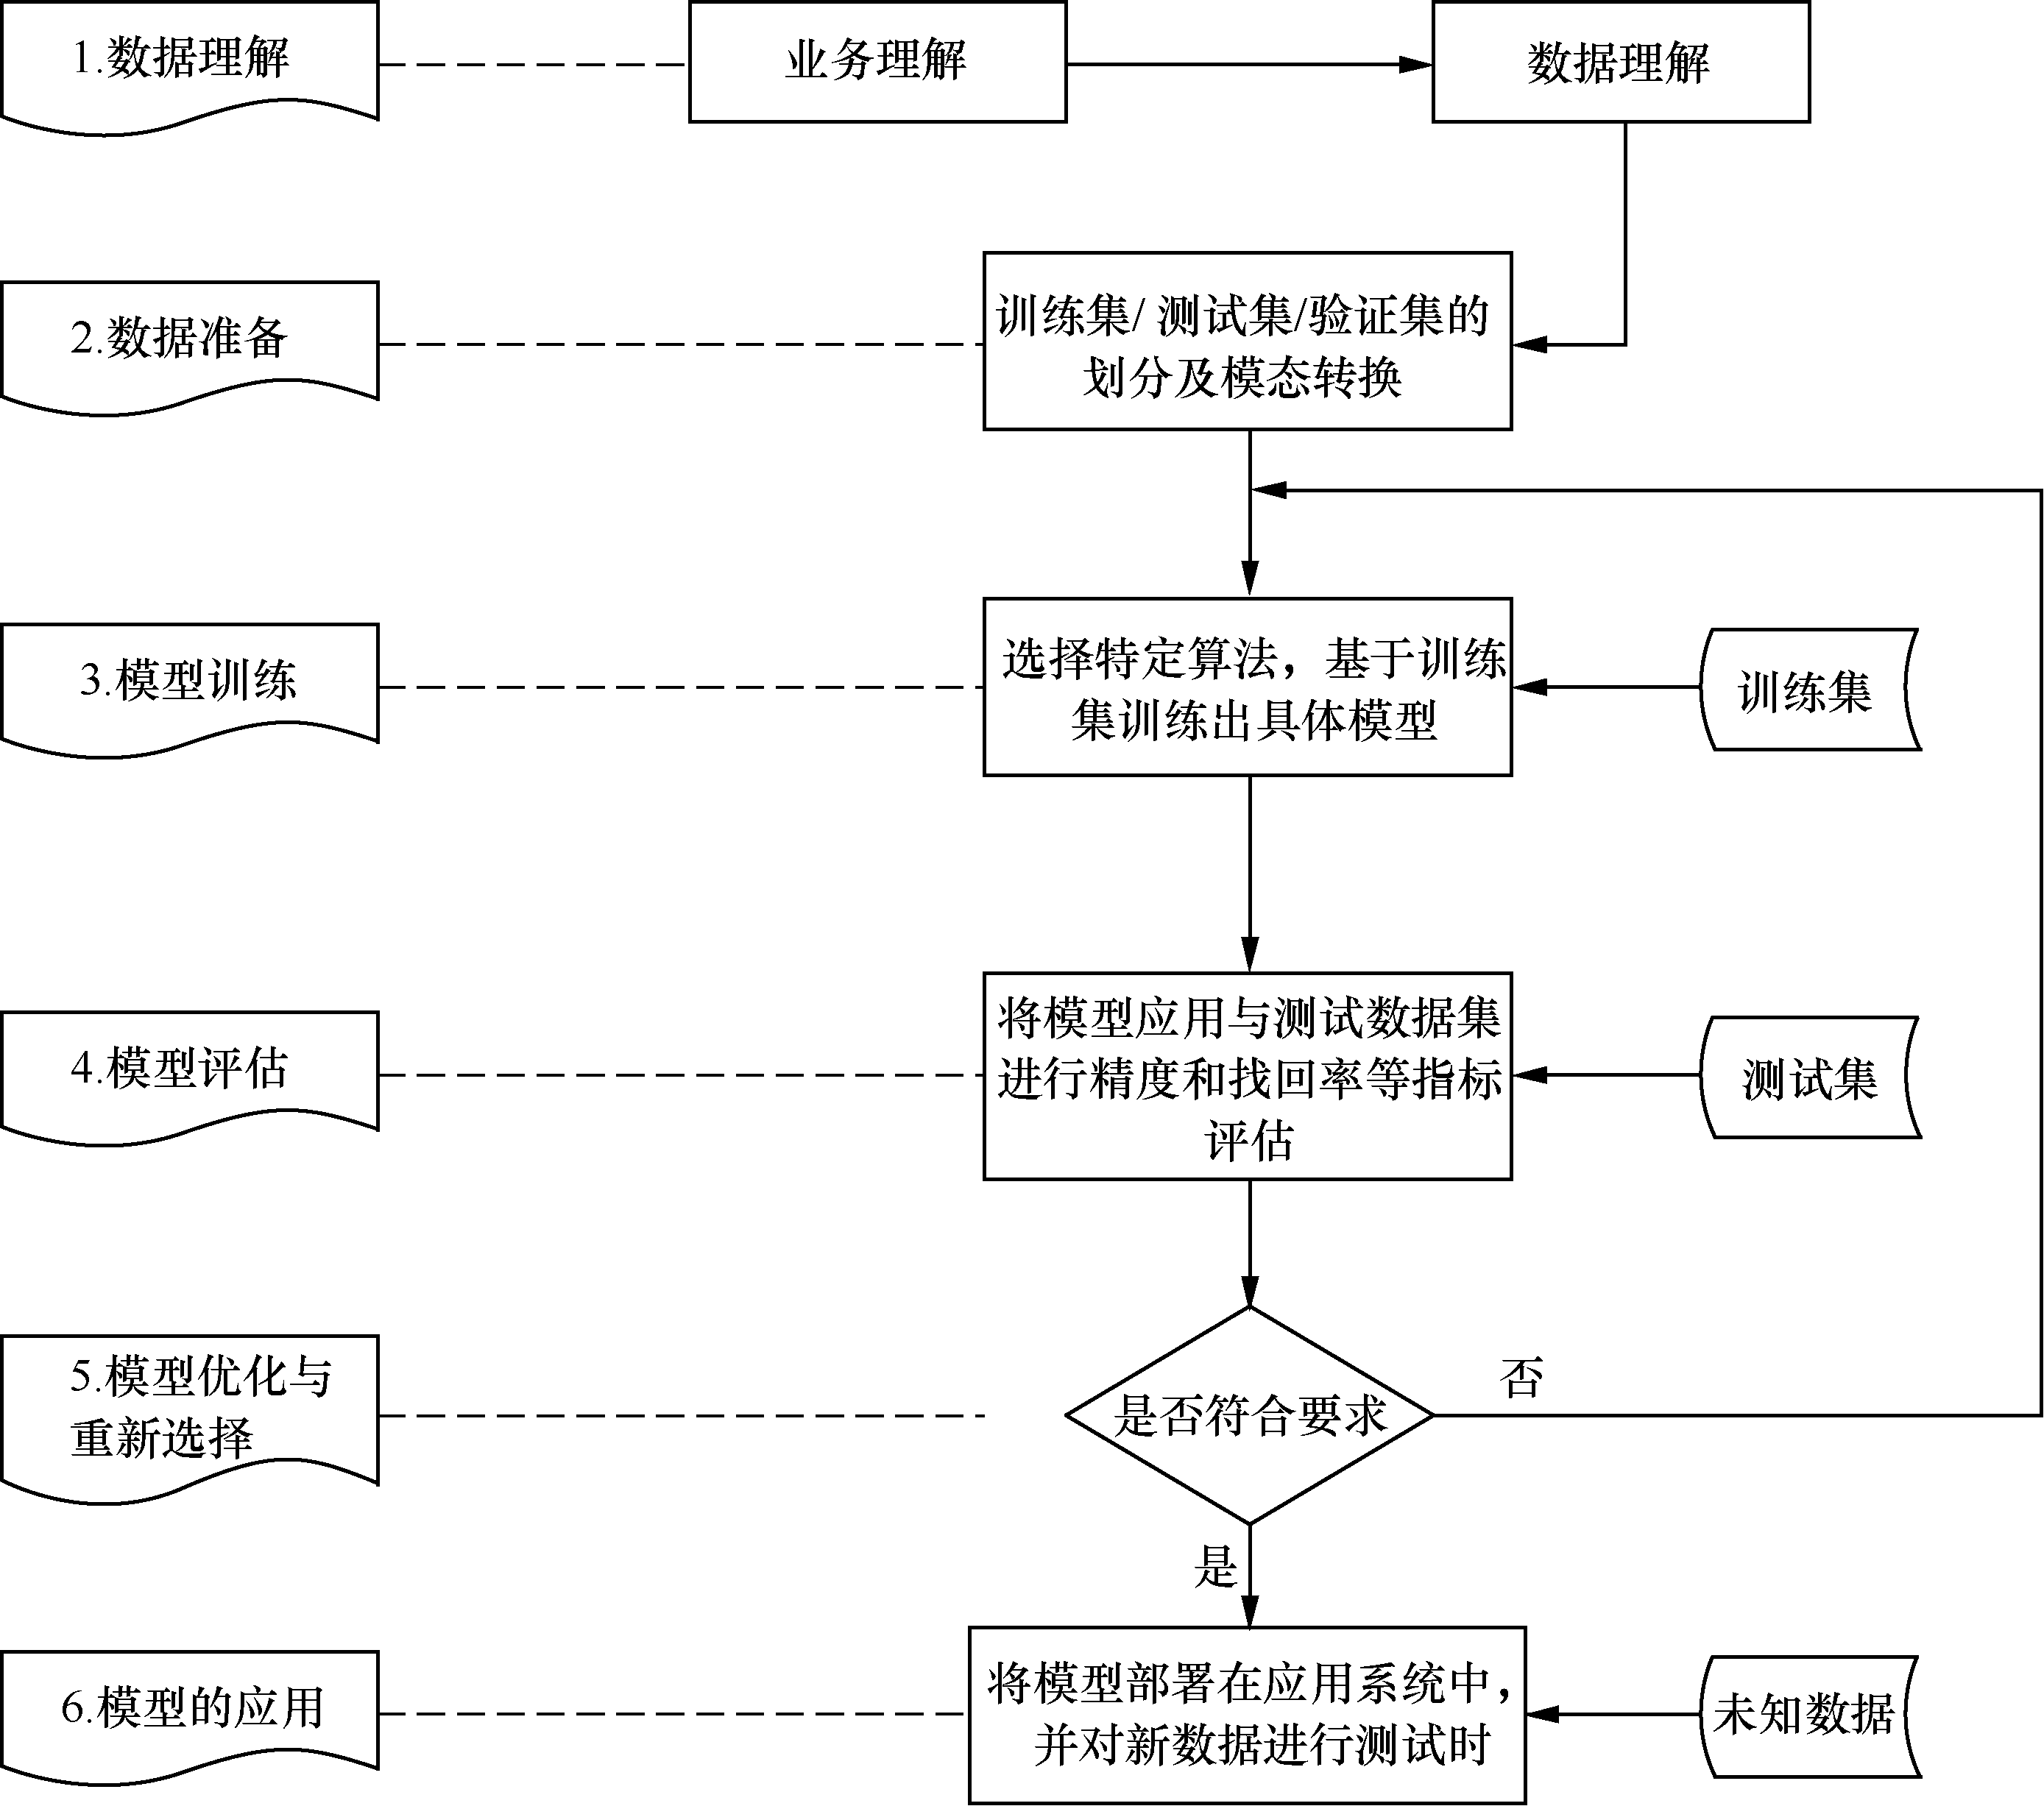 1.数据理解
业务理解
数据理解
2.数据准备
训练集/ 测试集/验证集的
划分及模态转换
3.模型训练
选择特定算法，基于训练
集训练出具体模型
训练集
4.模型评估
将模型应用与测试数据集
进行精度和找回率等指标
评估
测试集
5.模型优化与
重新选择
是否符合要求
否
是
6.模型的应用
将模型部署在应用系统中，
并对新数据进行测试时
未知数据